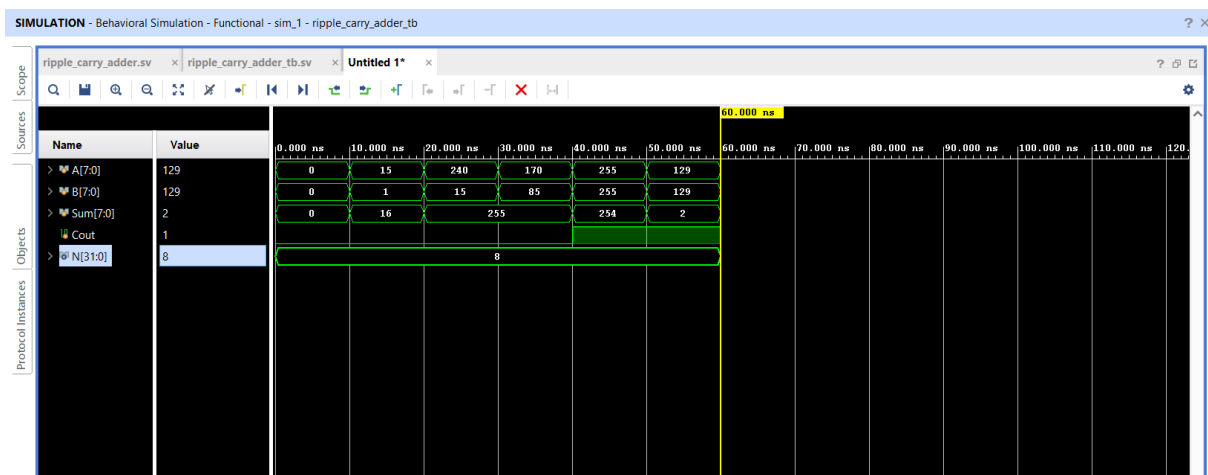 SIMULATION - Behavioral Simulation - Functional - sim_1 - ripple_carry_adder_tb
? ×
Scope
Sources
Objects
Protocol Instances
ripple_carry_adder.sv × ripple_carry_adder_tb.sv × Untitled 1* ×
?
60.000 ns
Name Value
0.000 ns 10.000 ns 20.000 ns 30.000 ns 40.000 ns 50.000 ns 60.000 ns 70.000 ns 80.000 ns 90.000 ns 100.000 ns 110.000 ns 120.
> A[7:0] 129 0 15 240 170 255 129
> B[7:0] 129 0 1 15 85 255 129
> Sum[7:0] 2 0 16 255 254 2
Cout 1
> N[31:0] 8 8